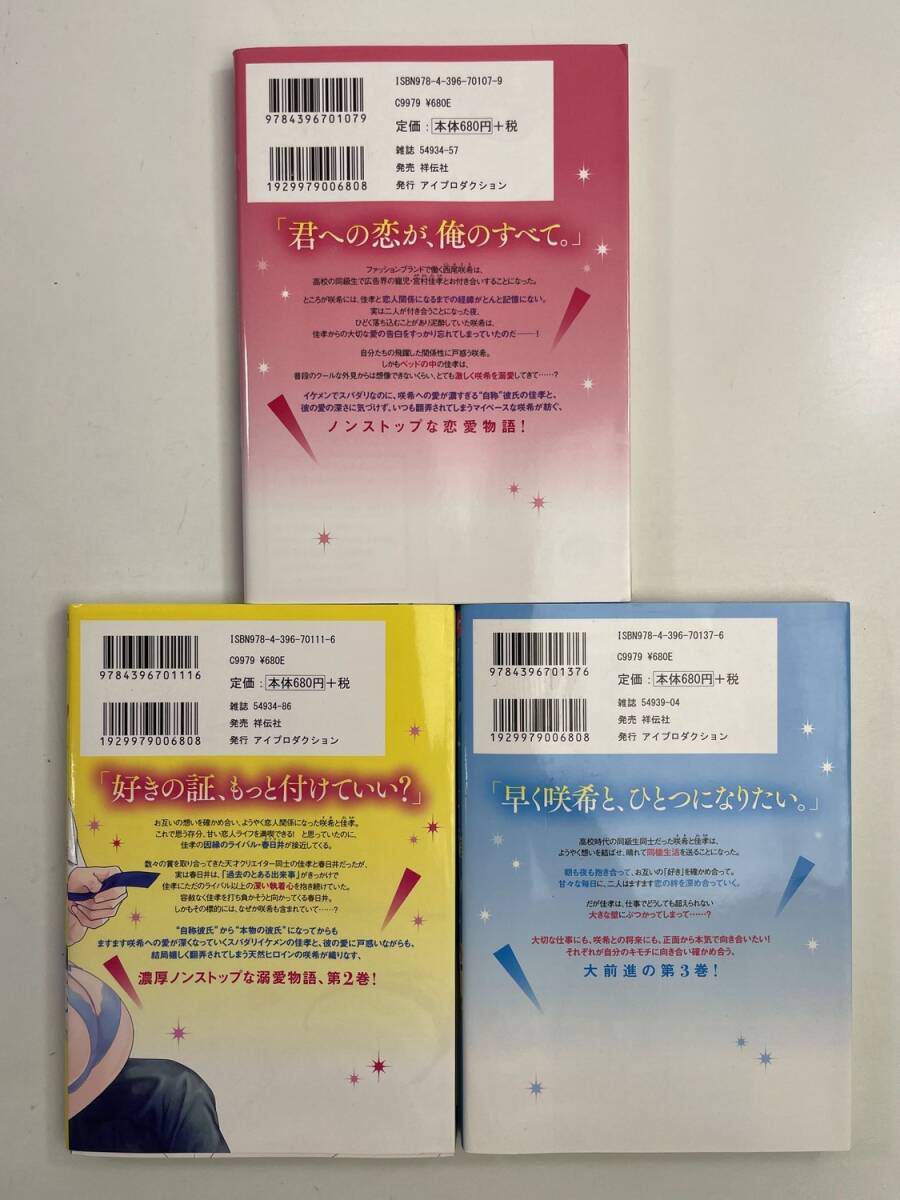 ISBN978-4-396-70107-9
C9979 ¥680E
定価：本体680円＋税
雑誌 54934-57
発売 祥伝社
発行 アイプロダクション
9784396701079
1929979006808
「君への恋が、俺のすべて。」
ファッションブランドで働く西尾咲希は、
高校の同級生で広告界の寵児・宮村佳孝とお付き合いすることになった。
ところが咲希には、佳孝と恋人関係になるまでの経緯がとんと記憶にない。
実は二人が付き合うことになった夜、
ひどく落ち込むことがあり泥酔していた咲希は、
佳孝からの大切な愛の告白をすっかり忘れてしまっていたのだ――！
自分たちの飛躍した関係性に戸惑う咲希。
しかもベッドの中の佳孝は、
普段のクールな外見からは想像できないくらい、とても激しく咲希を溺愛してきて……？
イケメンでスパダリなのに、咲希への愛が濃すぎる“自称”彼氏の佳孝と、
彼の愛の深さに気づけず、いつも翻弄されてしまうマイペースな咲希が紡ぐ、
ノンストップな恋愛物語！
ISBN978-4-396-70111-6
C9979 ¥680E
定価：本体680円＋税
雑誌 54934-86
発売 祥伝社
発行 アイプロダクション
9784396701116
1929979006808
「好きの証、もっと付けていい？」
お互いの想いを確かめ合い、ようやく恋人関係になった咲希と佳孝。
これで思う存分、甘い恋人ライフを満喫できる！ と思っていたのに、
佳孝の因縁のライバル・春日井が接近してくる。
数々の賞を取り合ってきた天才クリエイター同士の佳孝と春日井だったが、
実は春日井は、「過去のとある出来事」がきっかけで
佳孝にただのライバル以上の深い執着心を抱き続けていた。
容赦なく佳孝を打ち負かそうと向かってくる春日井。
しかもその標的には、なぜか咲希も含まれていて……？
“自称彼氏”から“本物の彼氏”になってからも
ますます咲希への愛が深くなっていくスパダリイケメンの佳孝と、彼の愛に戸惑いながらも、
結局嬉しく翻弄されてしまう天然ヒロインの咲希が織りなす、
濃厚ノンストップな溺愛物語、第2巻！
ISBN978-4-396-70137-6
C9979 ¥680E
定価：本体680円＋税
雑誌 54939-04
発売 祥伝社
発行 アイプロダクション
9784396701376
1929979006808
「早く咲希と、ひとつになりたい。」
高校時代の同級生同士だった咲希と佳孝は、
ようやく想いを結ばせ、晴れて同棲生活を送ることになった。
朝も夜も抱き合って、お互いの「好き」を確かめ合って。
甘々な毎日に、二人はますます恋の絆を深め合っていく。
だが佳孝は、仕事でどうしても超えられない
大きな壁にぶつかってしまって……？
大切な仕事にも、咲希との将来にも、正面から本気で向き合いたい！
それぞれが自分のキモチに向き合い確かめ合う、
大前進の第3巻！